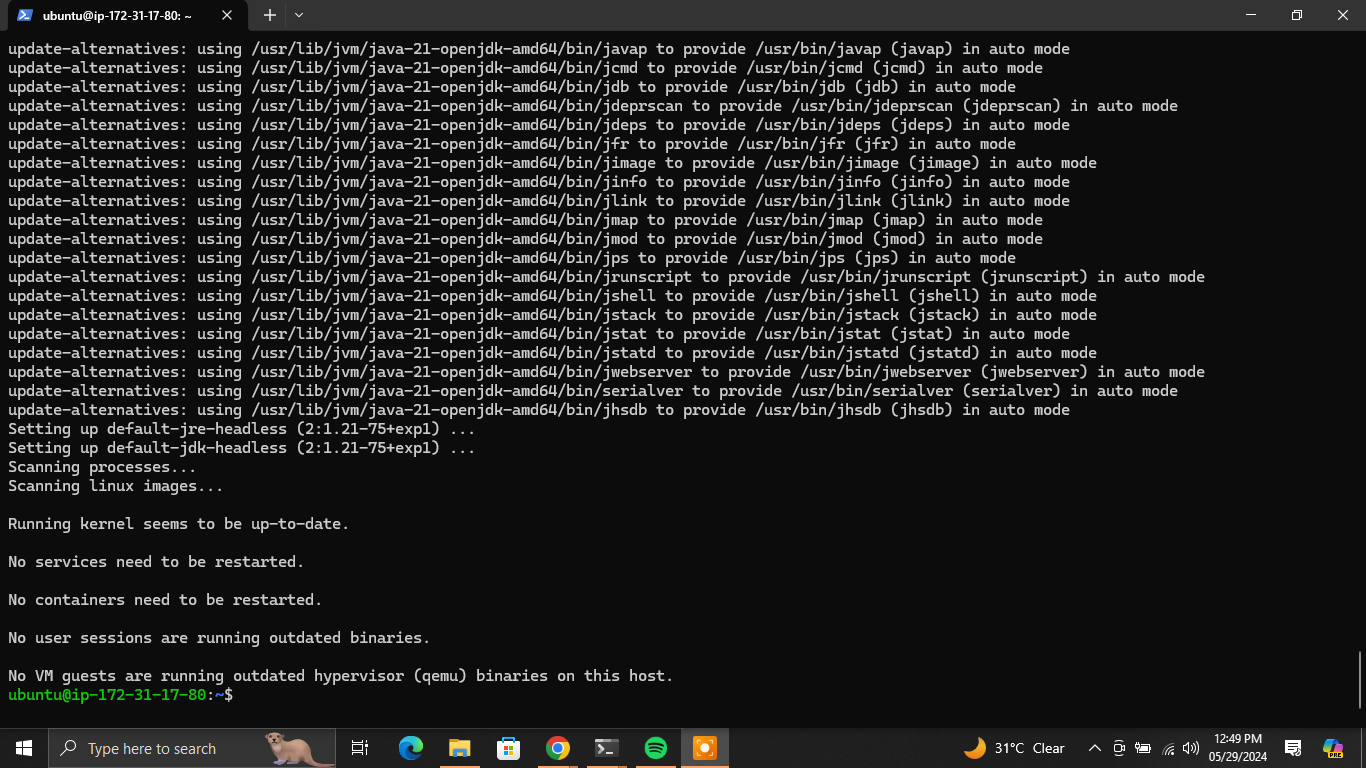 ubuntu@ip-172-31-17-80: ~
update-alternatives: using /usr/lib/jvm/java-21-openjdk-amd64/bin/javap to provide /usr/bin/javap (javap) in auto mode
update-alternatives: using /usr/lib/jvm/java-21-openjdk-amd64/bin/jcmd to provide /usr/bin/jcmd (jcmd) in auto mode
update-alternatives: using /usr/lib/jvm/java-21-openjdk-amd64/bin/jdb to provide /usr/bin/jdb (jdb) in auto mode
update-alternatives: using /usr/lib/jvm/java-21-openjdk-amd64/bin/jdeprscan to provide /usr/bin/jdeprscan (jdeprscan) in auto mode
update-alternatives: using /usr/lib/jvm/java-21-openjdk-amd64/bin/jdeps to provide /usr/bin/jdeps (jdeps) in auto mode
update-alternatives: using /usr/lib/jvm/java-21-openjdk-amd64/bin/jfr to provide /usr/bin/jfr (jfr) in auto mode
update-alternatives: using /usr/lib/jvm/java-21-openjdk-amd64/bin/jimage to provide /usr/bin/jimage (jimage) in auto mode
update-alternatives: using /usr/lib/jvm/java-21-openjdk-amd64/bin/jinfo to provide /usr/bin/jinfo (jinfo) in auto mode
update-alternatives: using /usr/lib/jvm/java-21-openjdk-amd64/bin/jlink to provide /usr/bin/jlink (jlink) in auto mode
update-alternatives: using /usr/lib/jvm/java-21-openjdk-amd64/bin/jmap to provide /usr/bin/jmap (jmap) in auto mode
update-alternatives: using /usr/lib/jvm/java-21-openjdk-amd64/bin/jmod to provide /usr/bin/jmod (jmod) in auto mode
update-alternatives: using /usr/lib/jvm/java-21-openjdk-amd64/bin/jps to provide /usr/bin/jps (jps) in auto mode
update-alternatives: using /usr/lib/jvm/java-21-openjdk-amd64/bin/jrunscript to provide /usr/bin/jrunscript (jrunscript) in auto mode
update-alternatives: using /usr/lib/jvm/java-21-openjdk-amd64/bin/jshell to provide /usr/bin/jshell (jshell) in auto mode
update-alternatives: using /usr/lib/jvm/java-21-openjdk-amd64/bin/jstack to provide /usr/bin/jstack (jstack) in auto mode
update-alternatives: using /usr/lib/jvm/java-21-openjdk-amd64/bin/jstat to provide /usr/bin/jstat (jstat) in auto mode
update-alternatives: using /usr/lib/jvm/java-21-openjdk-amd64/bin/jstatd to provide /usr/bin/jstatd (jstatd) in auto mode
update-alternatives: using /usr/lib/jvm/java-21-openjdk-amd64/bin/jwebserver to provide /usr/bin/jwebserver (jwebserver) in auto mode
update-alternatives: using /usr/lib/jvm/java-21-openjdk-amd64/bin/serialver to provide /usr/bin/serialver (serialver) in auto mode
update-alternatives: using /usr/lib/jvm/java-21-openjdk-amd64/bin/jhsdb to provide /usr/bin/jhsdb (jhsdb) in auto mode
Setting up default-jre-headless (2:1.21-75+exp1) ...
Setting up default-jdk-headless (2:1.21-75+exp1) ...
Scanning processes...
Scanning linux images...
Running kernel seems to be up-to-date.
No services need to be restarted.
No containers need to be restarted.
No user sessions are running outdated binaries.
No VM guests are running outdated hypervisor (qemu) binaries on this host.
ubuntu@ip-172-31-17-80:~$
Type here to search
31°C Clear
12:49 PM
05/29/2024
PRE